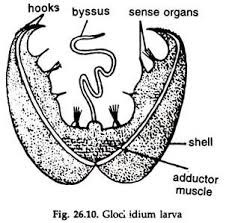 hooks byssus sense organs
shell
adductor
muscle
Fig. 26.10. Glochidium larva